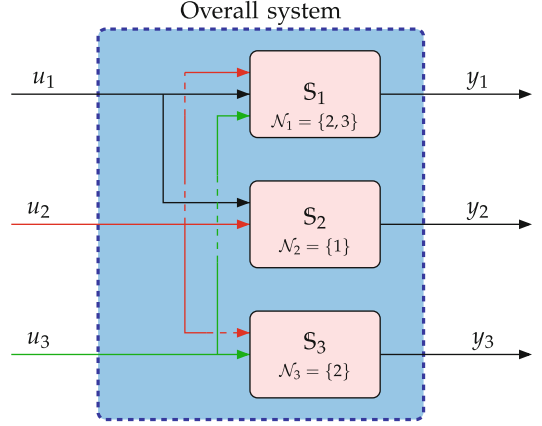 Overall system
u₁ 𝕊₁ y₁
𝒩₁ = {2, 3}
u₂ 𝕊₂ y₂
𝒩₂ = {1}
u₃ 𝕊₃ y₃
𝒩₃ = {2}